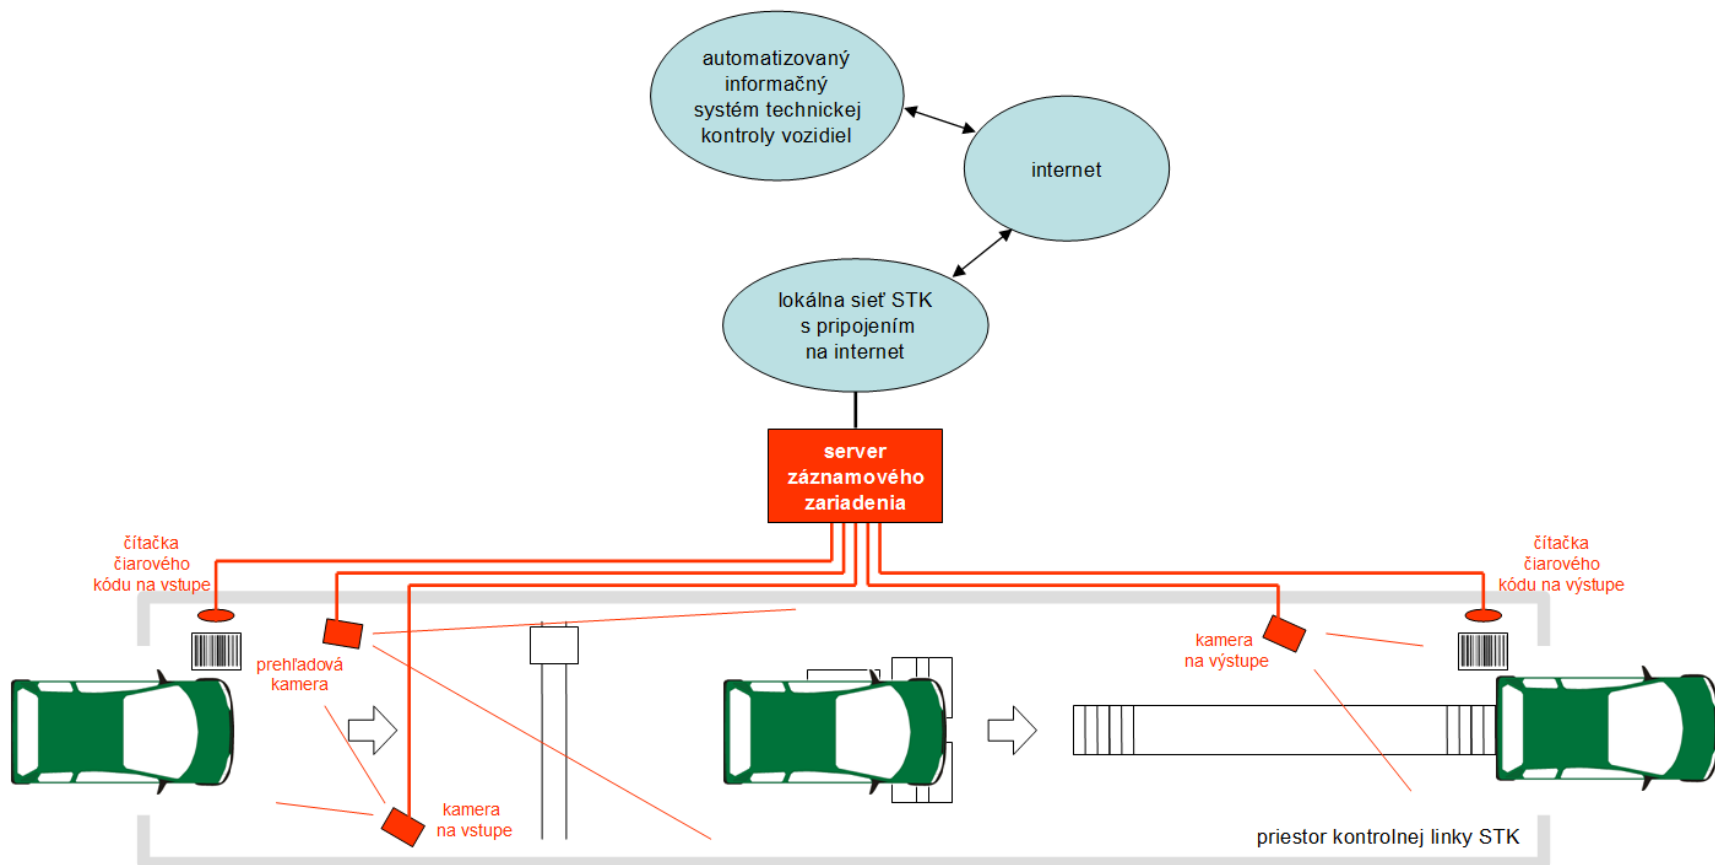 automatizovaný
informačný
systém technickej
kontroly vozidiel
internet
lokálna sieť STK
s pripojením
na internet
server
záznamového
zariadenia
čítačka
čiarového
kódu na vstupe
čítačka
čiarového
kódu na výstupe
prehľadová
kamera
kamera
na výstupe
kamera
na vstupe
priestor kontrolnej linky STK